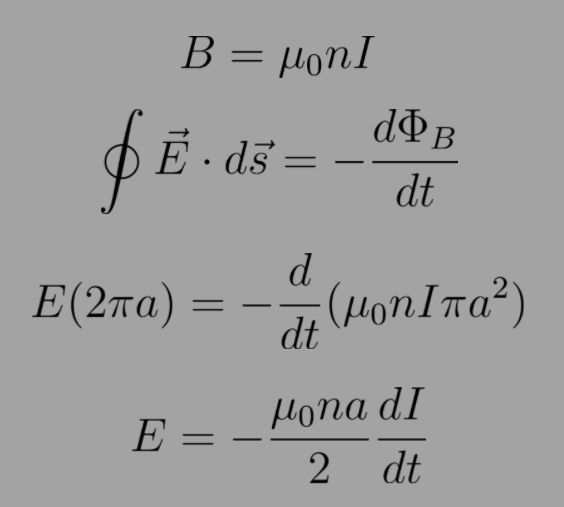 B = μ₀nI
∮ E⃗ · ds⃗ = − dΦ_B/dt
E(2πa) = − d/dt (μ₀nIπa²)
E = − μ₀na/2 dI/dt